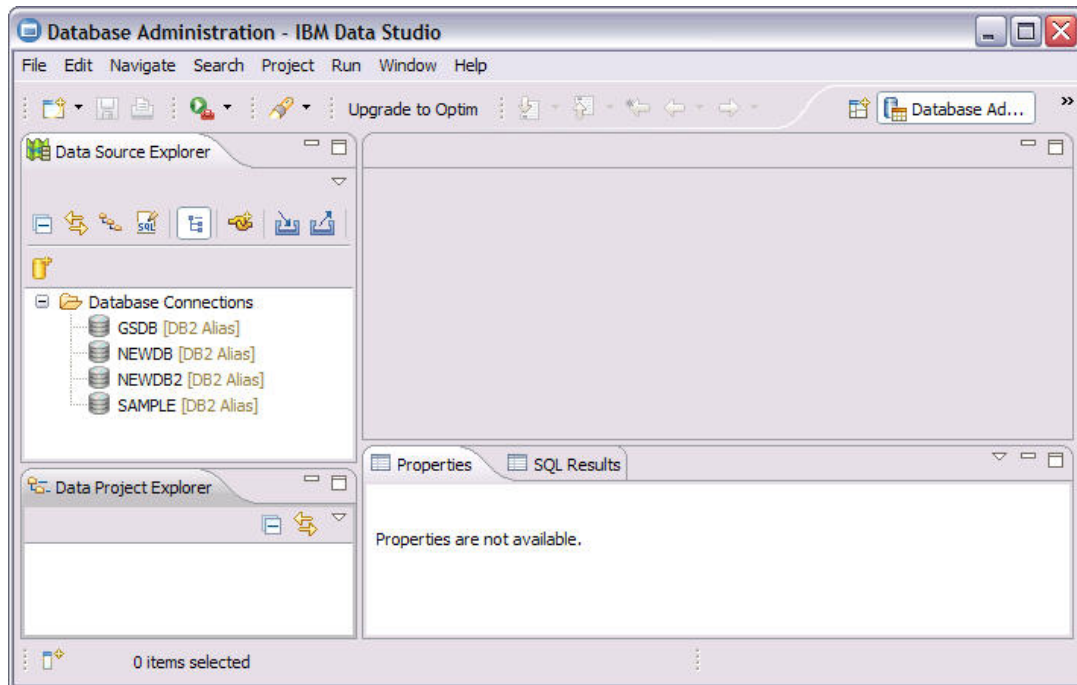 Database Administration - IBM Data Studio
File Edit Navigate Search Project Run Window Help
Upgrade to Optim
Database Ad...
»
Data Source Explorer
SQL
Database Connections
GSDB [DB2 Alias]
NEWDB [DB2 Alias]
NEWDB2 [DB2 Alias]
SAMPLE [DB2 Alias]
Properties
SQL Results
Data Project Explorer
Properties are not available.
0 items selected